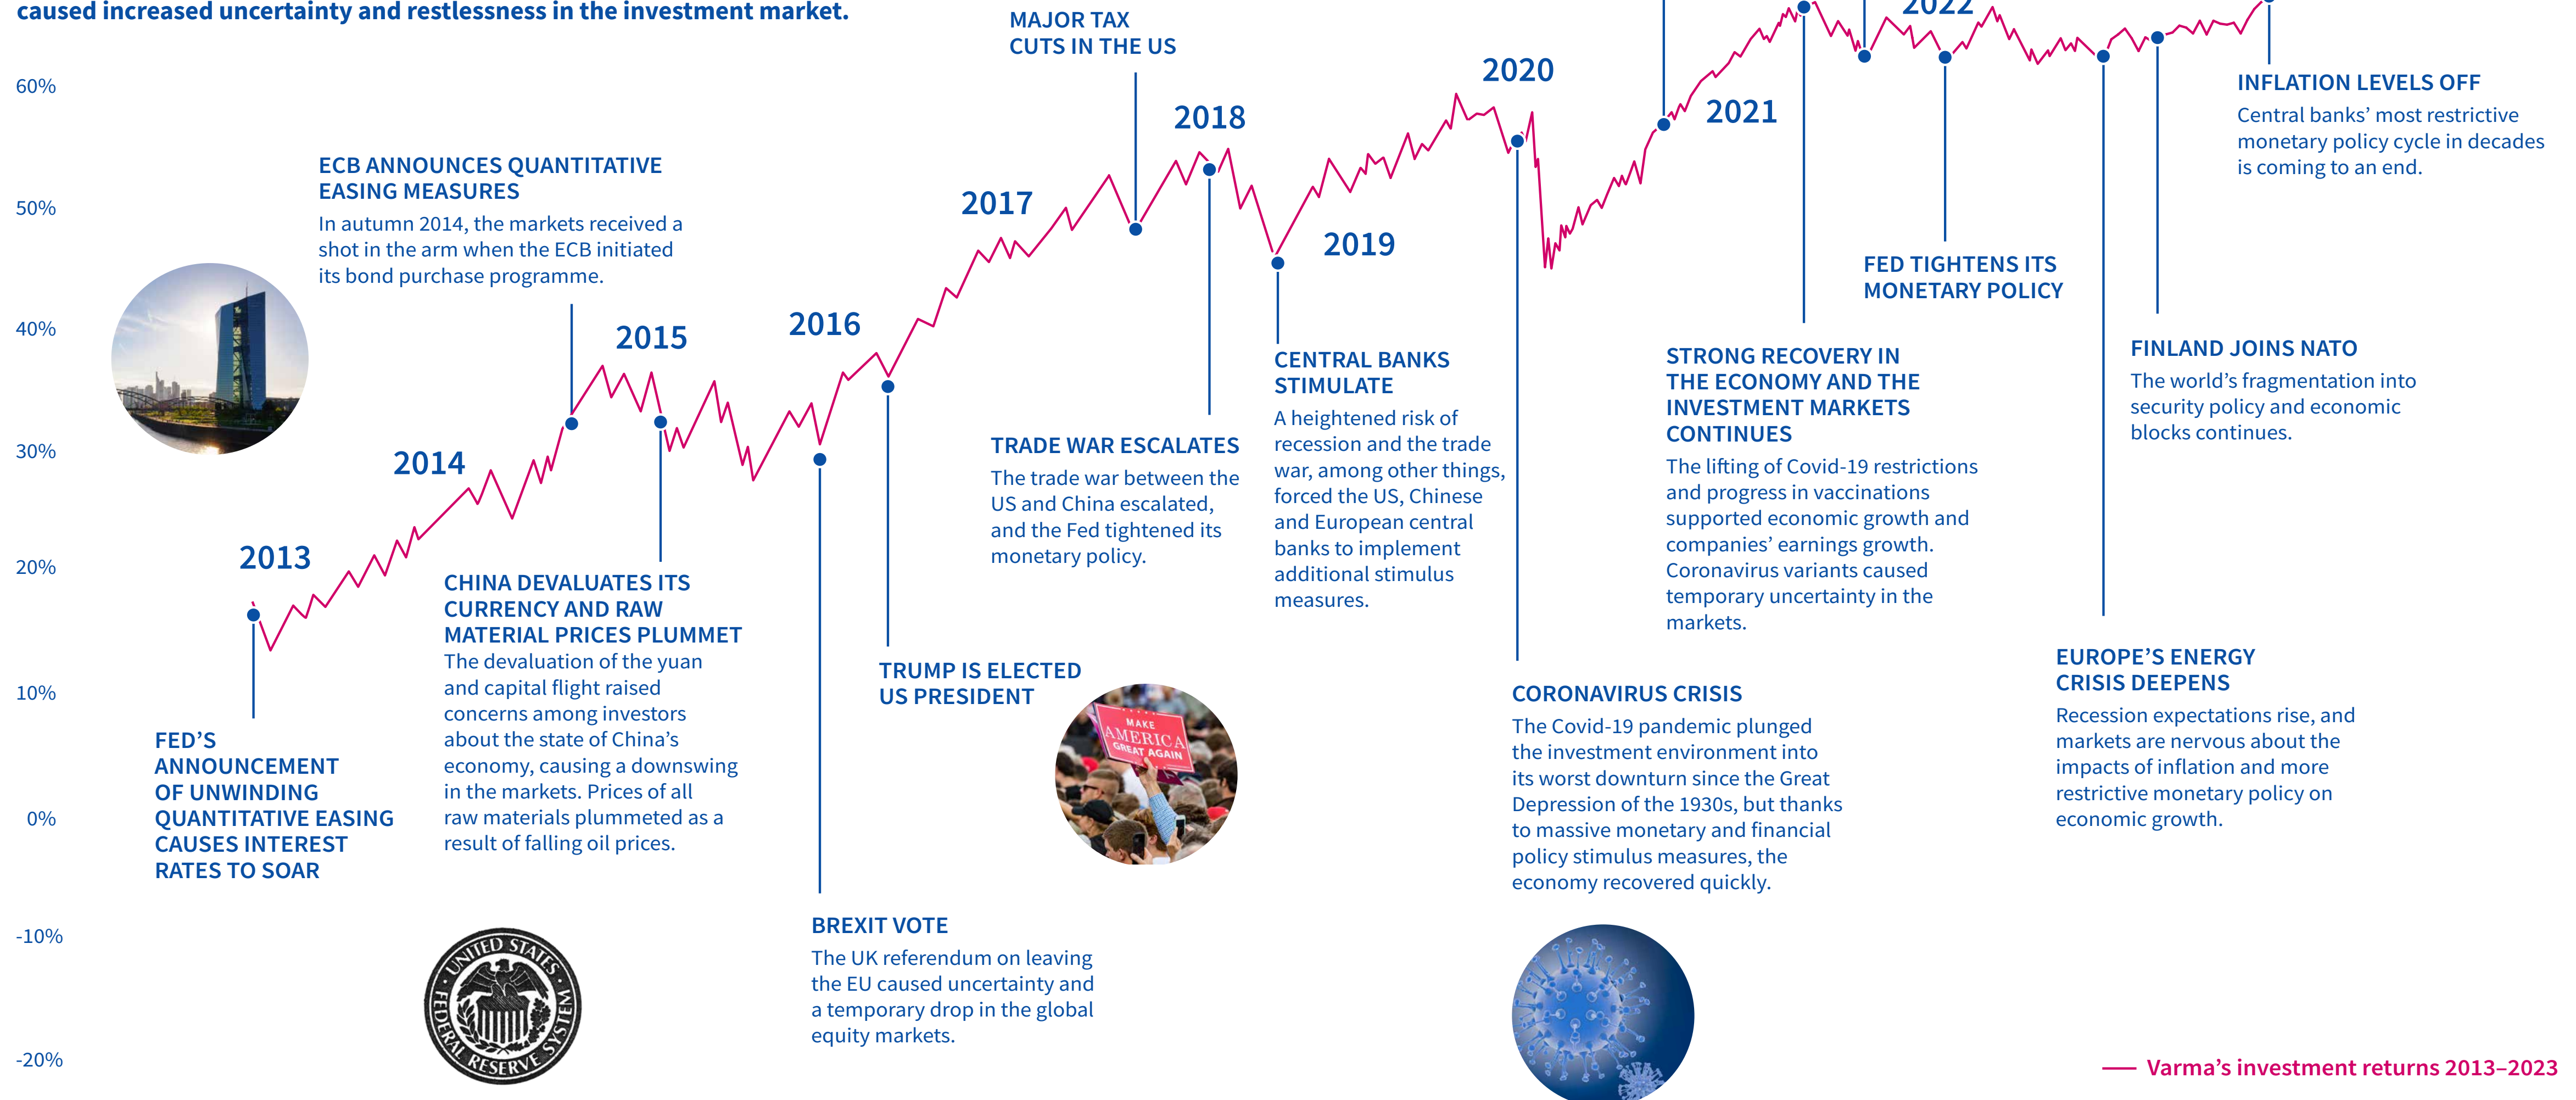 caused increased uncertainty and restlessness in the investment market.
MAJOR TAX
CUTS IN THE US
2022
60%
50%
40%
30%
20%
10%
0%
-10%
-20%
2013
FED’S
ANNOUNCEMENT
OF UNWINDING
QUANTITATIVE EASING
CAUSES INTEREST
RATES TO SOAR
UNITED STATES
FEDERAL RESERVE SYSTEM
2014
ECB ANNOUNCES QUANTITATIVE
EASING MEASURES
In autumn 2014, the markets received a
shot in the arm when the ECB initiated
its bond purchase programme.
2015
CHINA DEVALUATES ITS
CURRENCY AND RAW
MATERIAL PRICES PLUMMET
The devaluation of the yuan
and capital flight raised
concerns among investors
about the state of China’s
economy, causing a downswing
in the markets. Prices of all
raw materials plummeted as a
result of falling oil prices.
2016
BREXIT VOTE
The UK referendum on leaving
the EU caused uncertainty and
a temporary drop in the global
equity markets.
TRUMP IS ELECTED
US PRESIDENT
MAKE
AMERICA
GREAT AGAIN
2017
2018
TRADE WAR ESCALATES
The trade war between the
US and China escalated,
and the Fed tightened its
monetary policy.
2019
CENTRAL BANKS
STIMULATE
A heightened risk of
recession and the trade
war, among other things,
forced the US, Chinese
and European central
banks to implement
additional stimulus
measures.
2020
CORONAVIRUS CRISIS
The Covid-19 pandemic plunged
the investment environment into
its worst downturn since the Great
Depression of the 1930s, but thanks
to massive monetary and financial
policy stimulus measures, the
economy recovered quickly.
2021
STRONG RECOVERY IN
THE ECONOMY AND THE
INVESTMENT MARKETS
CONTINUES
The lifting of Covid-19 restrictions
and progress in vaccinations
supported economic growth and
companies’ earnings growth.
Coronavirus variants caused
temporary uncertainty in the
markets.
FED TIGHTENS ITS
MONETARY POLICY
EUROPE’S ENERGY
CRISIS DEEPENS
Recession expectations rise, and
markets are nervous about the
impacts of inflation and more
restrictive monetary policy on
economic growth.
FINLAND JOINS NATO
The world’s fragmentation into
security policy and economic
blocks continues.
INFLATION LEVELS OFF
Central banks’ most restrictive
monetary policy cycle in decades
is coming to an end.
Varma’s investment returns 2013–2023